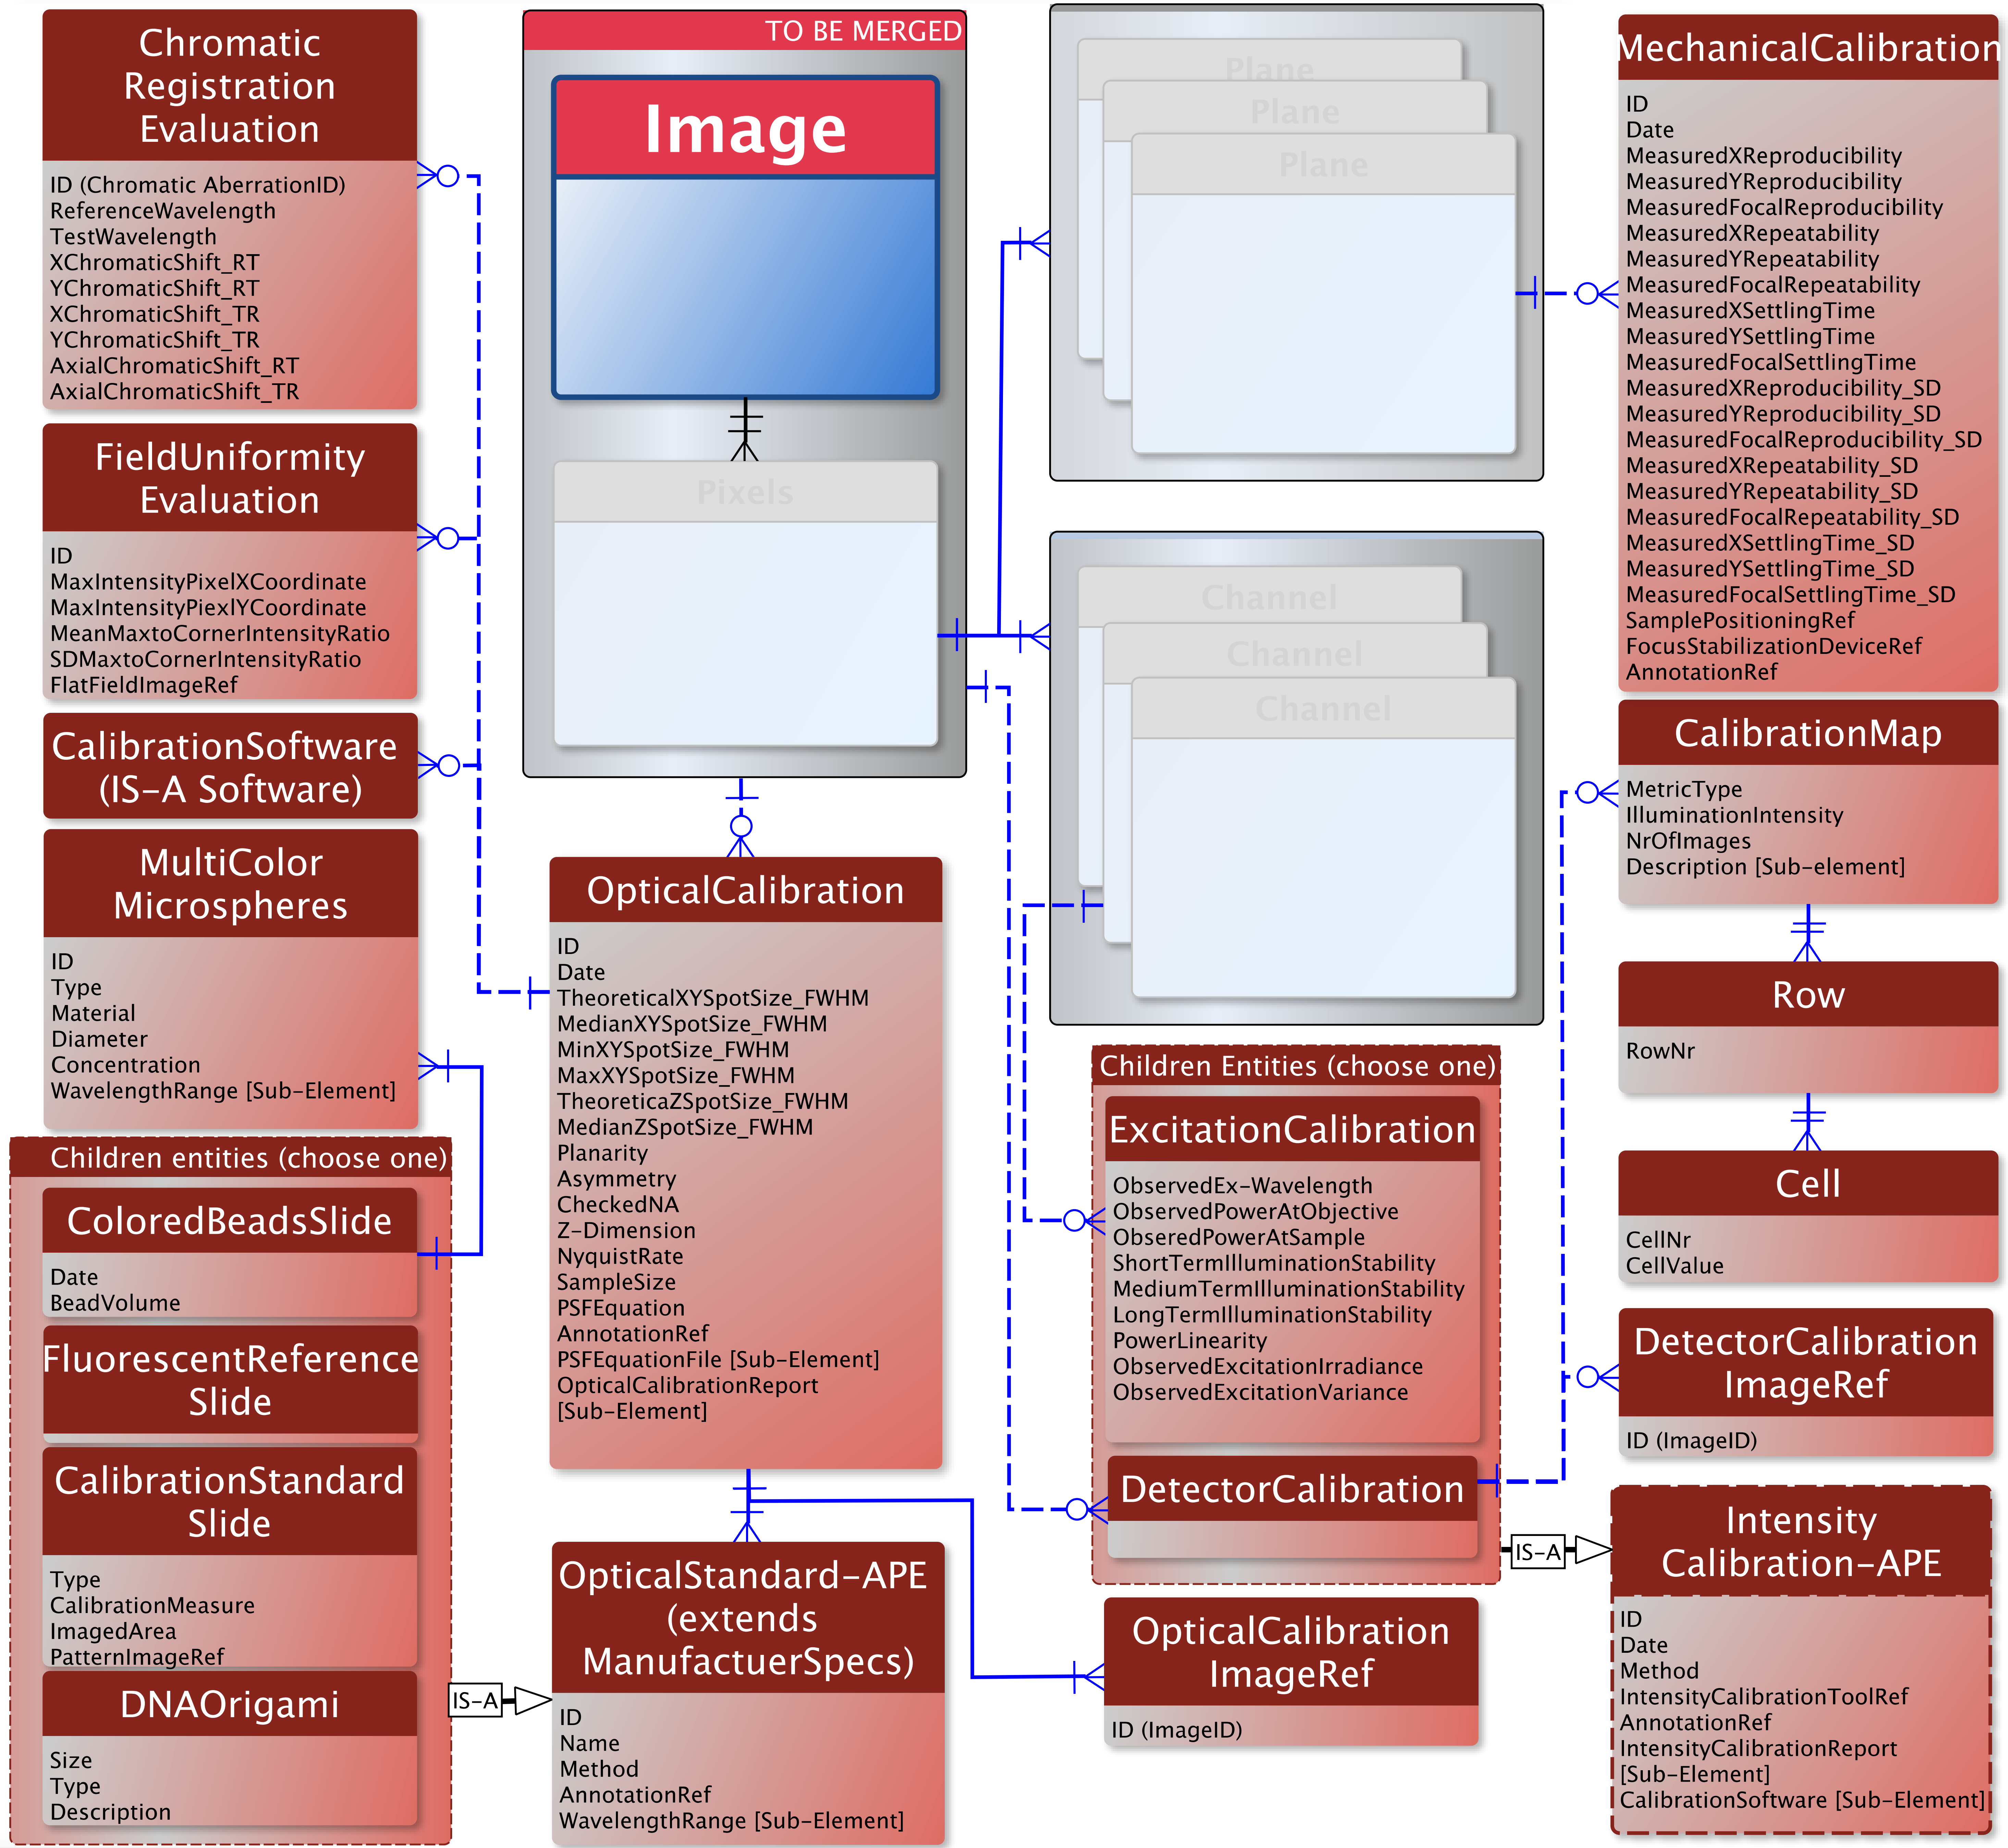 Chromatic
Registration
Evaluation
ID (Chromatic AberrationID)
ReferenceWavelength
TestWavelength
XChromaticShift_RT
YChromaticShift_RT
XChromaticShift_TR
YChromaticShift_TR
AxialChromaticShift_RT
AxialChromaticShift_TR
FieldUniformity
Evaluation
ID
MaxIntensityPixelXCoordinate
MaxIntensityPiexlYCoordinate
MeanMaxtoCornerIntensityRatio
SDMaxtoCornerIntensityRatio
FlatFieldImageRef
CalibrationSoftware
(IS-A Software)
MultiColor
Microspheres
ID
Type
Material
Diameter
Concentration
WavelengthRange [Sub-Element]
Children entities (choose one)
ColoredBeadsSlide
Date
BeadVolume
FluorescentReference
Slide
CalibrationStandard
Slide
Type
CalibrationMeasure
ImagedArea
PatternImageRef
DNAOrigami
Size
Type
Description
IS-A
TO BE MERGED
Image
Pixels
OpticalCalibration
ID
Date
TheoreticalXYSpotSize_FWHM
MedianXYSpotSize_FWHM
MinXYSpotSize_FWHM
MaxXYSpotSize_FWHM
TheoreticaZSpotSize_FWHM
MedianZSpotSize_FWHM
Planarity
Asymmetry
CheckedNA
Z-Dimension
NyquistRate
SampleSize
PSFEquation
AnnotationRef
PSFEquationFile [Sub-Element]
OpticalCalibrationReport
[Sub-Element]
OpticalStandard-APE
(extends
ManufactuerSpecs)
ID
Name
Method
AnnotationRef
WavelengthRange [Sub-Element]
Plane
Plane
Plane
Channel
Channel
Channel
Children Entities (choose one)
ExcitationCalibration
ObservedEx-Wavelength
ObservedPowerAtObjective
ObseredPowerAtSample
ShortTermIlluminationStability
MediumTermIlluminationStability
LongTermIlluminationStability
PowerLinearity
ObservedExcitationIrradiance
ObservedExcitationVariance
DetectorCalibration
IS-A
OpticalCalibration
ImageRef
ID (ImageID)
MechanicalCalibration
ID
Date
MeasuredXReproducibility
MeasuredYReproducibility
MeasuredFocalReproducibility
MeasuredXRepeatability
MeasuredYRepeatability
MeasuredFocalRepeatability
MeasuredXSettlingTime
MeasuredYSettlingTime
MeasuredFocalSettlingTime
MeasuredXReproducibility_SD
MeasuredYReproducibility_SD
MeasuredFocalReproducibility_SD
MeasuredXRepeatability_SD
MeasuredYRepeatability_SD
MeasuredFocalRepeatability_SD
MeasuredXSettlingTime_SD
MeasuredYSettlingTime_SD
MeasuredFocalSettlingTime_SD
SamplePositioningRef
FocusStabilizationDeviceRef
AnnotationRef
CalibrationMap
MetricType
IlluminationIntensity
NrOfImages
Description [Sub-element]
Row
RowNr
Cell
CellNr
CellValue
DetectorCalibration
ImageRef
ID (ImageID)
Intensity
Calibration-APE
ID
Date
Method
IntensityCalibrationToolRef
AnnotationRef
IntensityCalibrationReport
[Sub-Element]
CalibrationSoftware [Sub-Element]